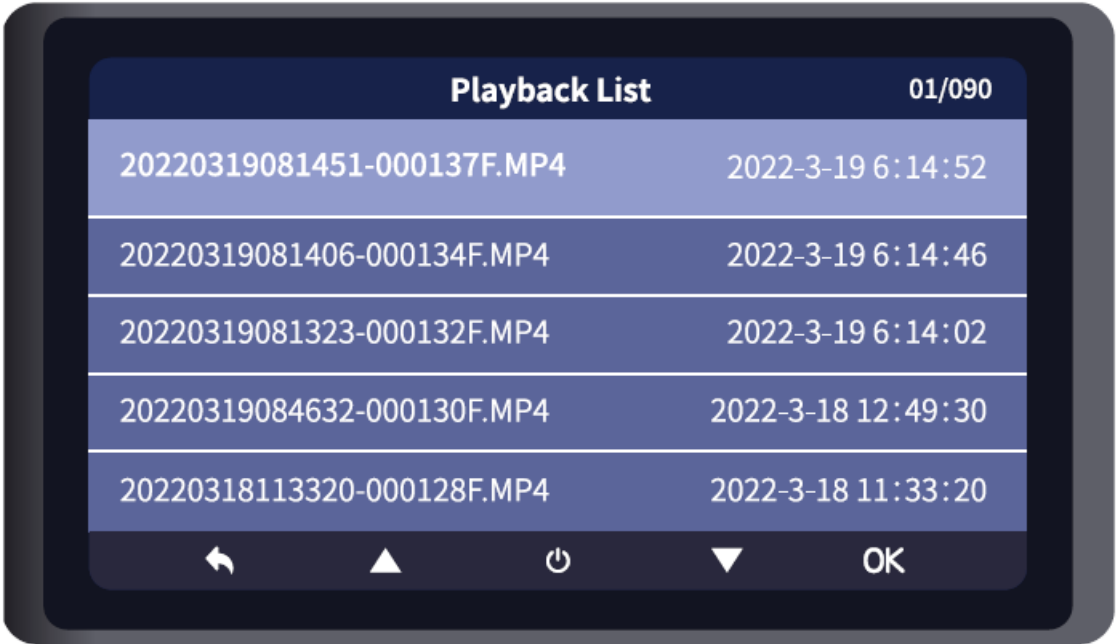 Playback List 01/090
20220319081451-000137F.MP4 2022-3-19 6:14:52
20220319081406-000134F.MP4 2022-3-19 6:14:46
20220319081323-000132F.MP4 2022-3-19 6:14:02
20220319084632-000130F.MP4 2022-3-18 12:49:30
20220318113320-000128F.MP4 2022-3-18 11:33:20
OK